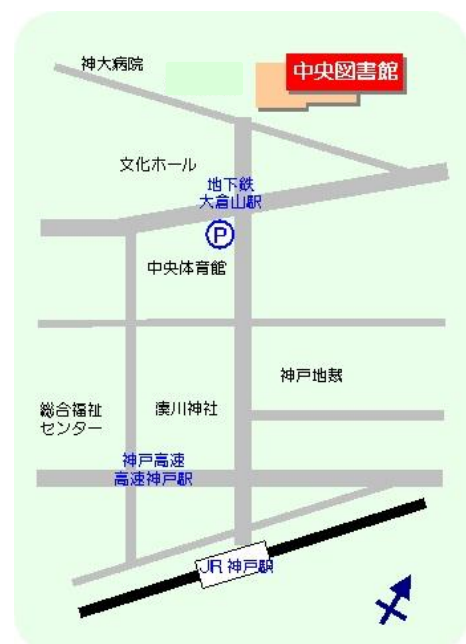 神大病院
中央図書館
文化ホール
地下鉄
大倉山駅
P
中央体育館
神戸地裁
総合福祉
センター
湊川神社
神戸高速
高速神戸駅
JR 神戸駅